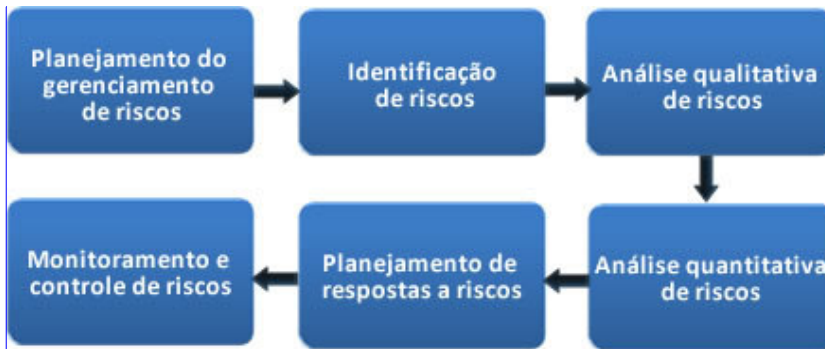 Planejamento do
gerenciamento
de riscos
Identificação
de riscos
Análise qualitativa
de riscos
Análise quantitativa
de riscos
Planejamento de
respostas a riscos
Monitoramento e
controle de riscos